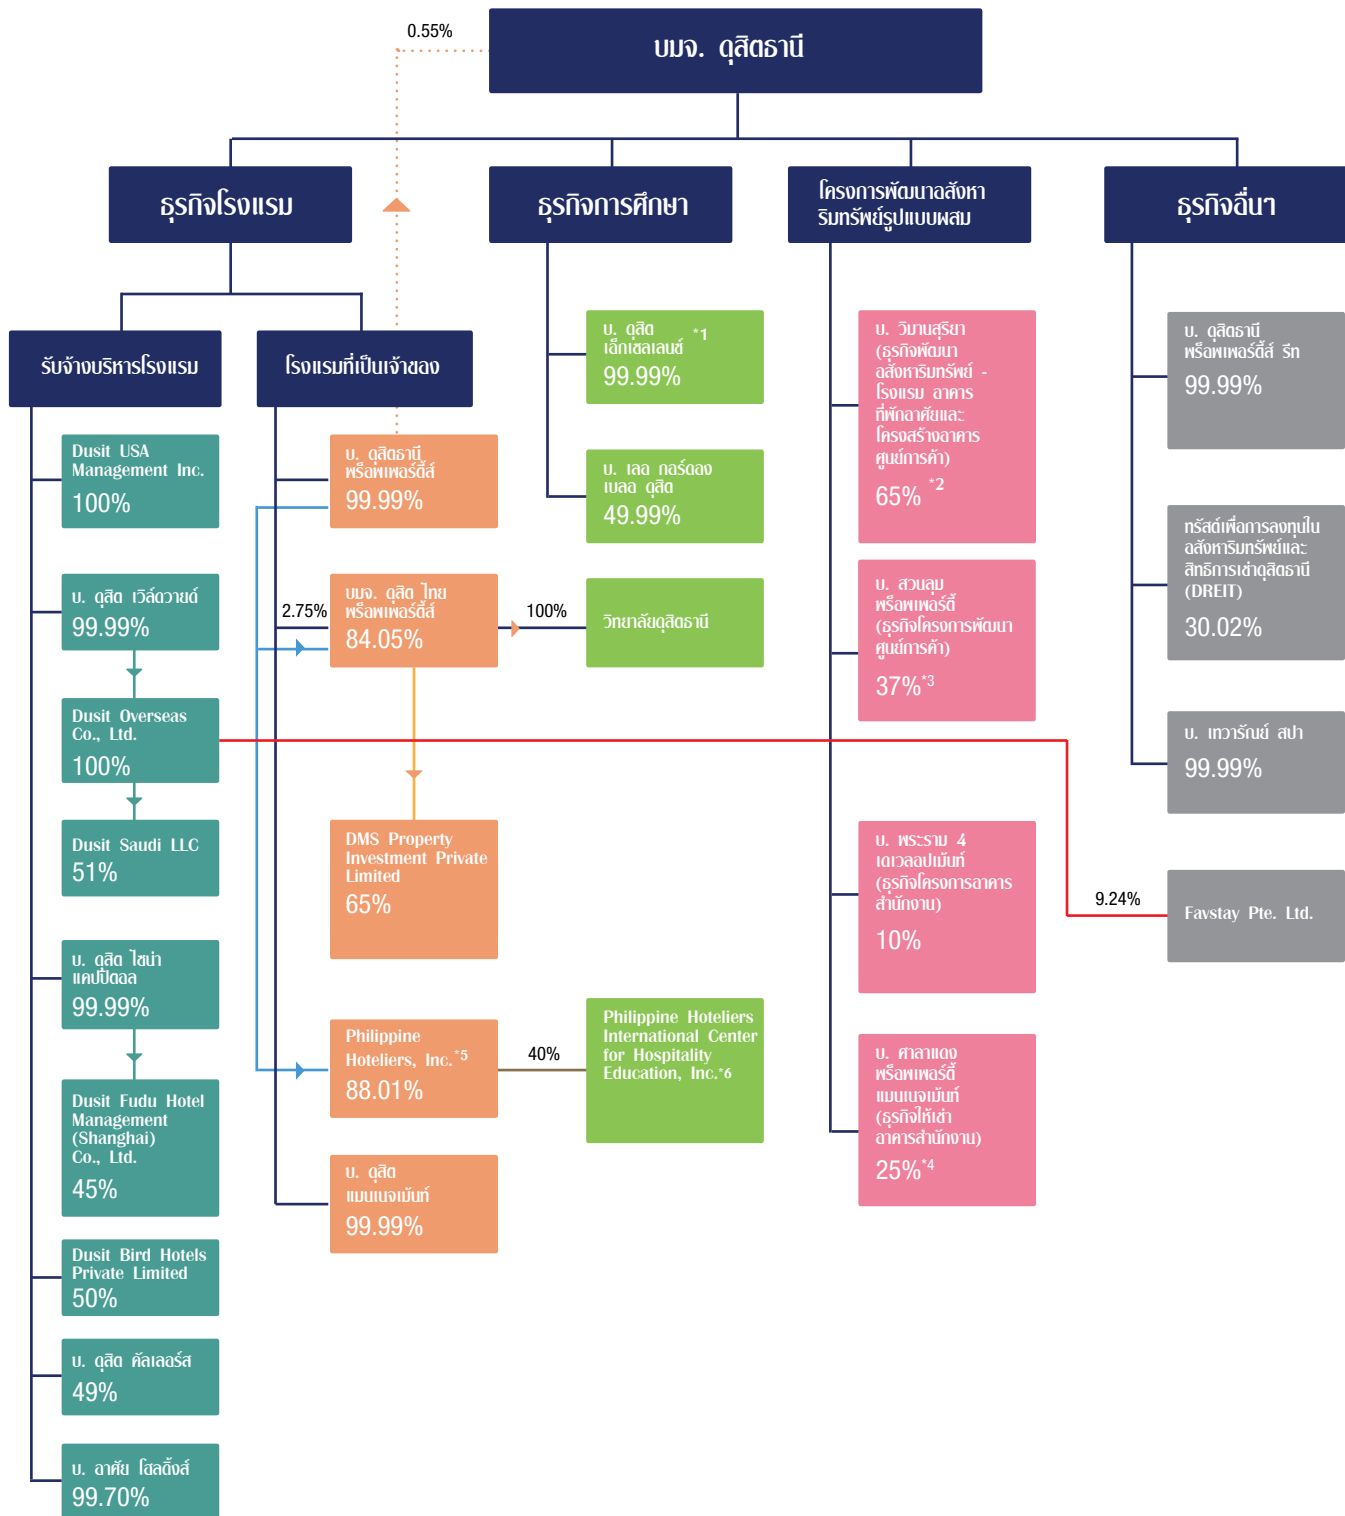 0.55%
บมจ. ดุสิตธานี
ธุรกิจโรงแรม
ธุรกิจการศึกษา
โครงการพัฒนาอสังหา
ริมทรัพย์รูปแบบผสม
ธุรกิจอื่นๆ
รับจ้างบริหารโรงแรม
โรงแรมที่เป็นเจ้าของ
Dusit USA
Management Inc.
100%
บ. ดุสิต เวิล์ดวายด์
99.99%
Dusit Overseas
Co., Ltd.
100%
Dusit Saudi LLC
51%
บ. ดุสิต ไชน่า
แคปปิตอล
99.99%
Dusit Fudu Hotel
Management
(Shanghai)
Co., Ltd.
45%
Dusit Bird Hotels
Private Limited
50%
บ. ดุสิต คัลเลอร์ส
49%
บ. อาศัย โฮลดิ้งส์
99.70%
บ. ดุสิตธานี
พร็อพเพอร์ตี้ส์
99.99%
2.75%
บมจ. ดุสิต ไทย
พร็อพเพอร์ตี้ส์
84.05%
100%
DMS Property
Investment Private
Limited
65%
Philippine
Hoteliers, Inc.*5
88.01%
40%
บ. ดุสิต
แมนเนจเม้นท์
99.99%
บ. ดุสิต
เอ็กเซลเลนซ์ *1
99.99%
บ. เลอ กอร์ดอง
เบลอ ดุสิต
49.99%
วิทยาลัยดุสิตธานี
Philippine Hoteliers
International Center
for Hospitality
Education, Inc.*6
บ. วิมานสุริยา
(ธุรกิจพัฒนา
อสังหาริมทรัพย์ -
โรงแรม อาคาร
ที่พักอาศัยและ
โครงสร้างอาคาร
ศูนย์การค้า)
65% *2
บ. สวนลุม
พร็อพเพอร์ตี้
(ธุรกิจโครงการพัฒนา
ศูนย์การค้า)
37%*3
บ. พระราม 4
เดเวลอปเม้นท์
(ธุรกิจโครงการอาคาร
สำนักงาน)
10%
บ. ศาลาแดง
พร็อพเพอร์ตี้
แมนเนจเม้นท์
(ธุรกิจให้เช่า
อาคารสำนักงาน)
25%*4
บ. ดุสิตธานี
พร็อพเพอร์ตี้ส์ รีท
99.99%
ทรัสต์เพื่อการลงทุนใน
อสังหาริมทรัพย์และ
สิทธิการเช่าดุสิตธานี
(DREIT)
30.02%
บ. เทวารัณย์ สปา
99.99%
9.24%
Favstay Pte. Ltd.